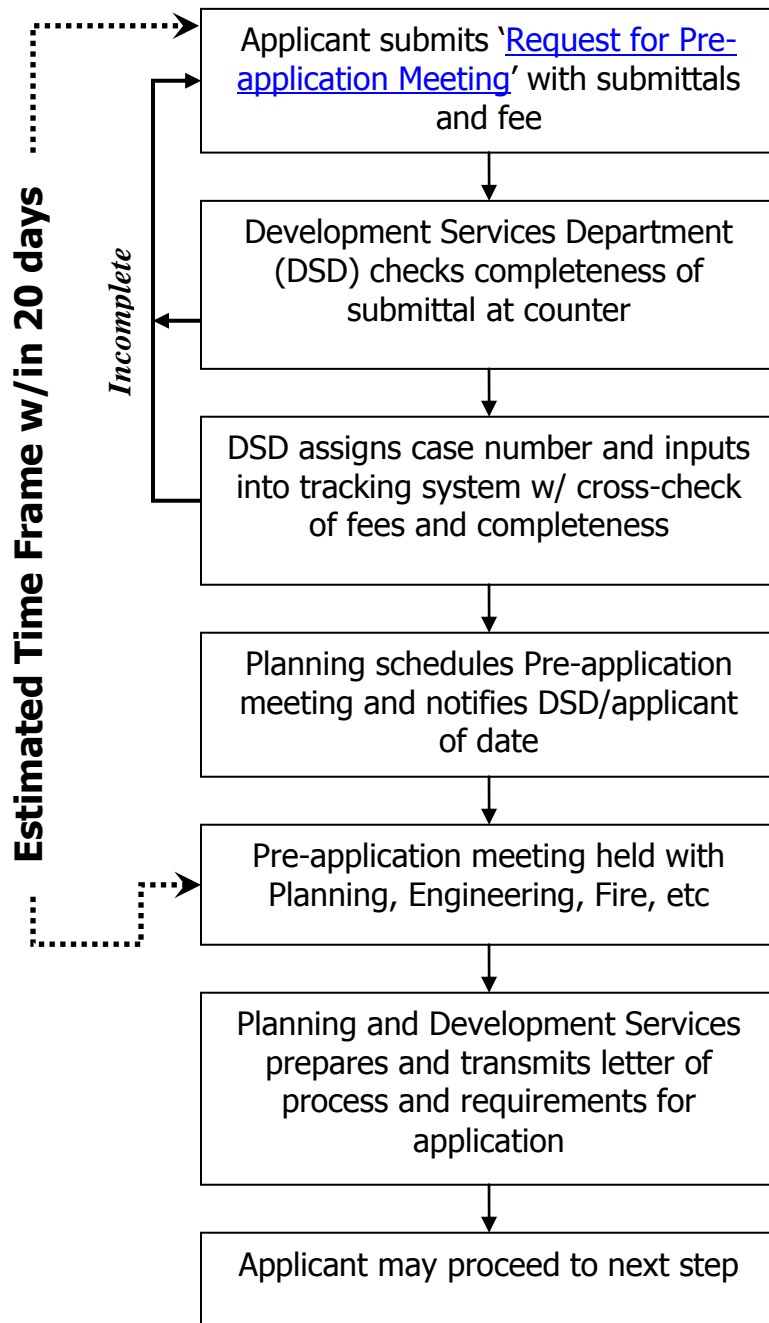 Applicant submits ‘Request for Pre-
application Meeting’ with submittals
and fee
Development Services Department
(DSD) checks completeness of
submittal at counter
Incomplete
DSD assigns case number and inputs
into tracking system w/ cross-check
of fees and completeness
Estimated Time Frame w/in 20 days
Planning schedules Pre-application
meeting and notifies DSD/applicant
of date
Pre-application meeting held with
Planning, Engineering, Fire, etc
Planning and Development Services
prepares and transmits letter of
process and requirements for
application
Applicant may proceed to next step